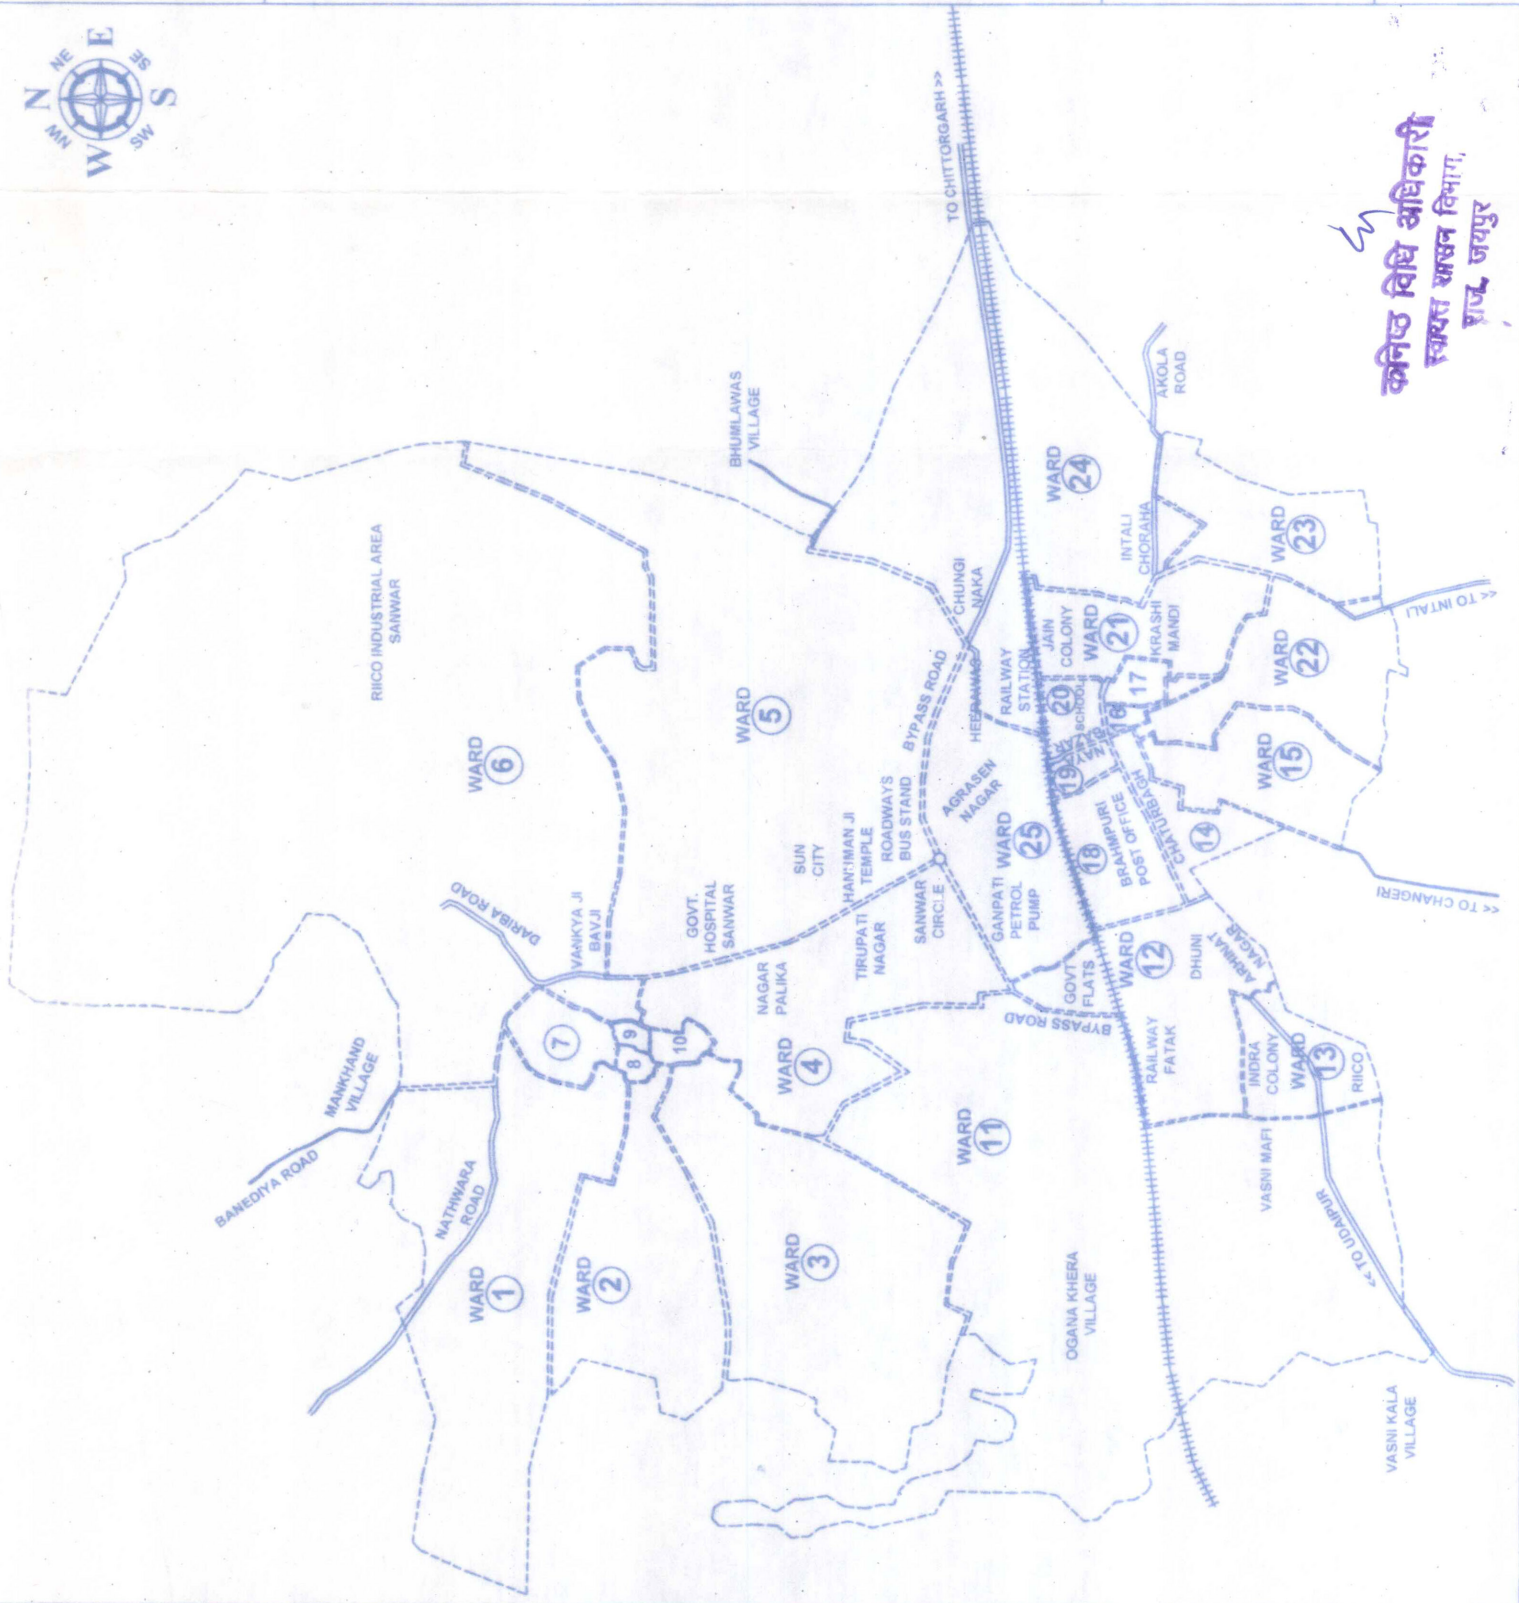 N
NE
E
SE
S
SW
W
NW
RIICO INDUSTRIAL AREA
SANWAR
WARD
6
BHUMLAWAS
VILLAGE
TO CHITTORGARH >>
WARD
5
DARIBA ROAD
VANKYA JI
BAVJI
MANKHAND
VILLAGE
BANEDIYA ROAD
NATHWARA
ROAD
WARD
1
WARD
2
WARD
3
WARD
4
7
8
9
10
GOVT.
HOSPITAL
SANWAR
NAGAR
PALIKA
SUN
CITY
HANUMAN JI
TEMPLE
ROADWAYS
BUS STAND
TIRUPATI
NAGAR
SANWAR
CIRCLE
BYPASS ROAD
AGRASEN
NAGAR
HEERAWAS
CHUNGI
NAKA
RAILWAY
STATION
WARD
25
GANPATI
PETROL
PUMP
GOVT
FLATS
BYPASS ROAD
WARD
11
OGANA KHERA
VILLAGE
WARD
24
AKOLA
ROAD
INTALI
CHORAHA
WARD
23
JAIN
COLONY
WARD
21
KRASHI
MANDI
20
SCHOOL
19
18
17
16
BRAHMPURI
POST OFFICE
CHATURBAGH
14
WARD
15
WARD
22
<< TO INTALI
<< TO CHANGERI
WARD
12
DHUNI
ARIHNAT
NAGAR
RAILWAY
FATAK
INDRA
COLONY
WARD
13
RIICO
VASNI MAFI
<< TO UDAIPUR
VASNI KALA
VILLAGE
कनिष्ठ विधि अधिकारी
स्वायत्त शासन विभाग,
राज. जयपुर